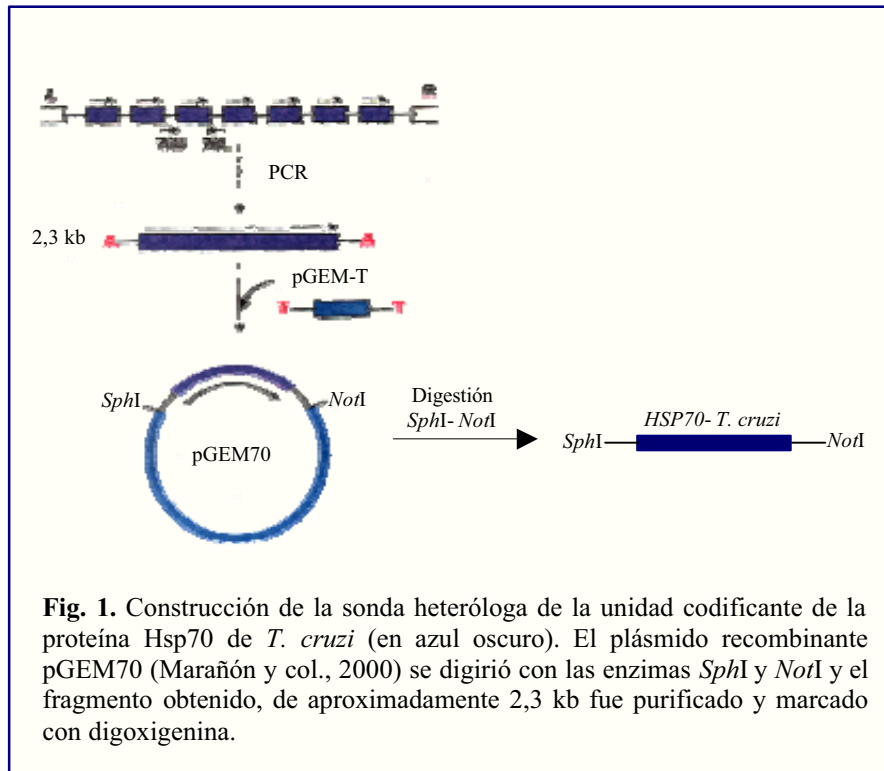 PCR
2,3 kb
A
A
pGEM-T
T
T
SphI
NotI
pGEM70
Digestión
SphI- NotI
HSP70- T. cruzi
SphI
NotI
Fig. 1. Construcción de la sonda heteróloga de la unidad codificante de la
proteína Hsp70 de T. cruzi (en azul oscuro). El plásmido recombinante
pGEM70 (Marañón y col., 2000) se digirió con las enzimas SphI y NotI y el
fragmento obtenido, de aproximadamente 2,3 kb fue purificado y marcado
con digoxigenina.